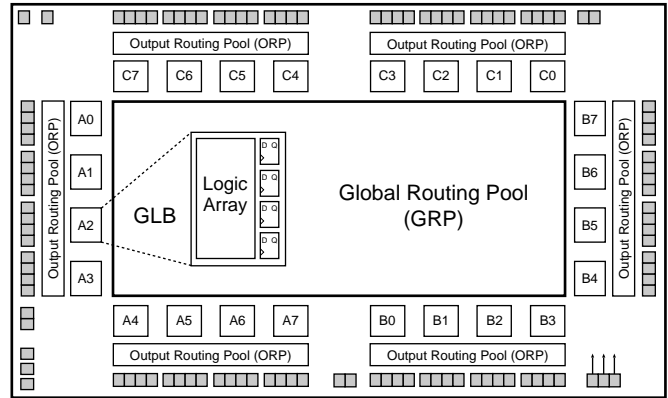 Output Routing Pool (ORP)
Output Routing Pool (ORP)
C7 C6 C5 C4
C3 C2 C1 C0
Output Routing Pool (ORP)
A0
A1
A2
A3
GLB
Logic
Array
D Q
D Q
D Q
D Q
Global Routing Pool
(GRP)
B7
B6
B5
B4
Output Routing Pool (ORP)
A4 A5 A6 A7
B0 B1 B2 B3
Output Routing Pool (ORP)
Output Routing Pool (ORP)